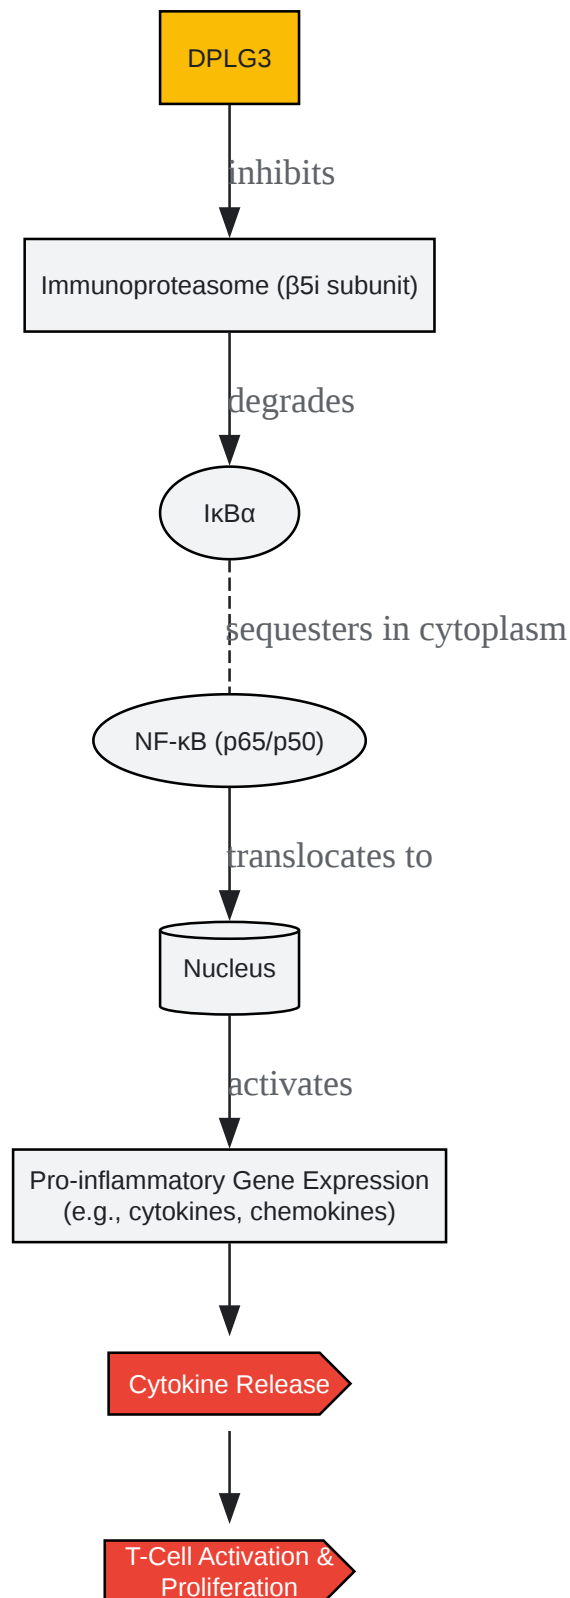 DPLG3
inhibits
Immunoproteasome (β5i subunit)
degrades
IκBα
sequesters in cytoplasm
NF-κB (p65/p50)
translocates to
Nucleus
activates
Pro-inflammatory Gene Expression
(e.g., cytokines, chemokines)
Cytokine Release
T-Cell Activation &
Proliferation